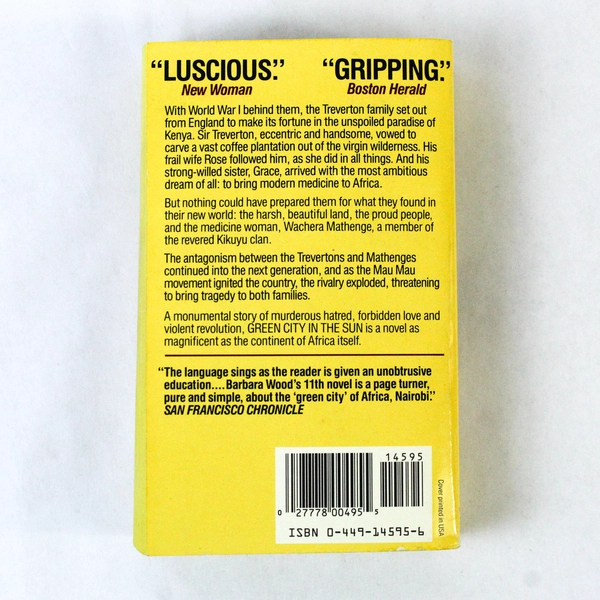 “LUSCIOUS.” “GRIPPING.”
New Woman Boston Herald
With World War I behind them, the Treverton family set out
from England to make its fortune in the unspoiled paradise of
Kenya. Sir Treverton, eccentric and handsome, vowed to
carve a vast coffee plantation out of the virgin wilderness. His
frail wife Rose followed him, as she did in all things. And his
strong-willed sister, Grace, arrived with the most ambitious
dream of all: to bring modern medicine to Africa.
But nothing could have prepared them for what they found in
their new world: the harsh, beautiful land, the proud people,
and the medicine woman, Wachera Mathenge, a member of
the revered Kikuyu clan.
The antagonism between the Trevertons and Mathenges
continued into the next generation, and as the Mau Mau
movement ignited the country, the rivalry exploded, threatening
to bring tragedy to both families.
A monumental story of murderous hatred, forbidden love and
violent revolution, GREEN CITY IN THE SUN is a novel as
magnificent as the continent of Africa itself.
“The language sings as the reader is given an unobtrusive
education....Barbara Wood's 11th novel is a page turner,
pure and simple, about the ‘green city’ of Africa, Nairobi.”
SAN FRANCISCO CHRONICLE
14595
0 27778 00495 5
ISBN 0-449-14595-6
Cover printed in USA